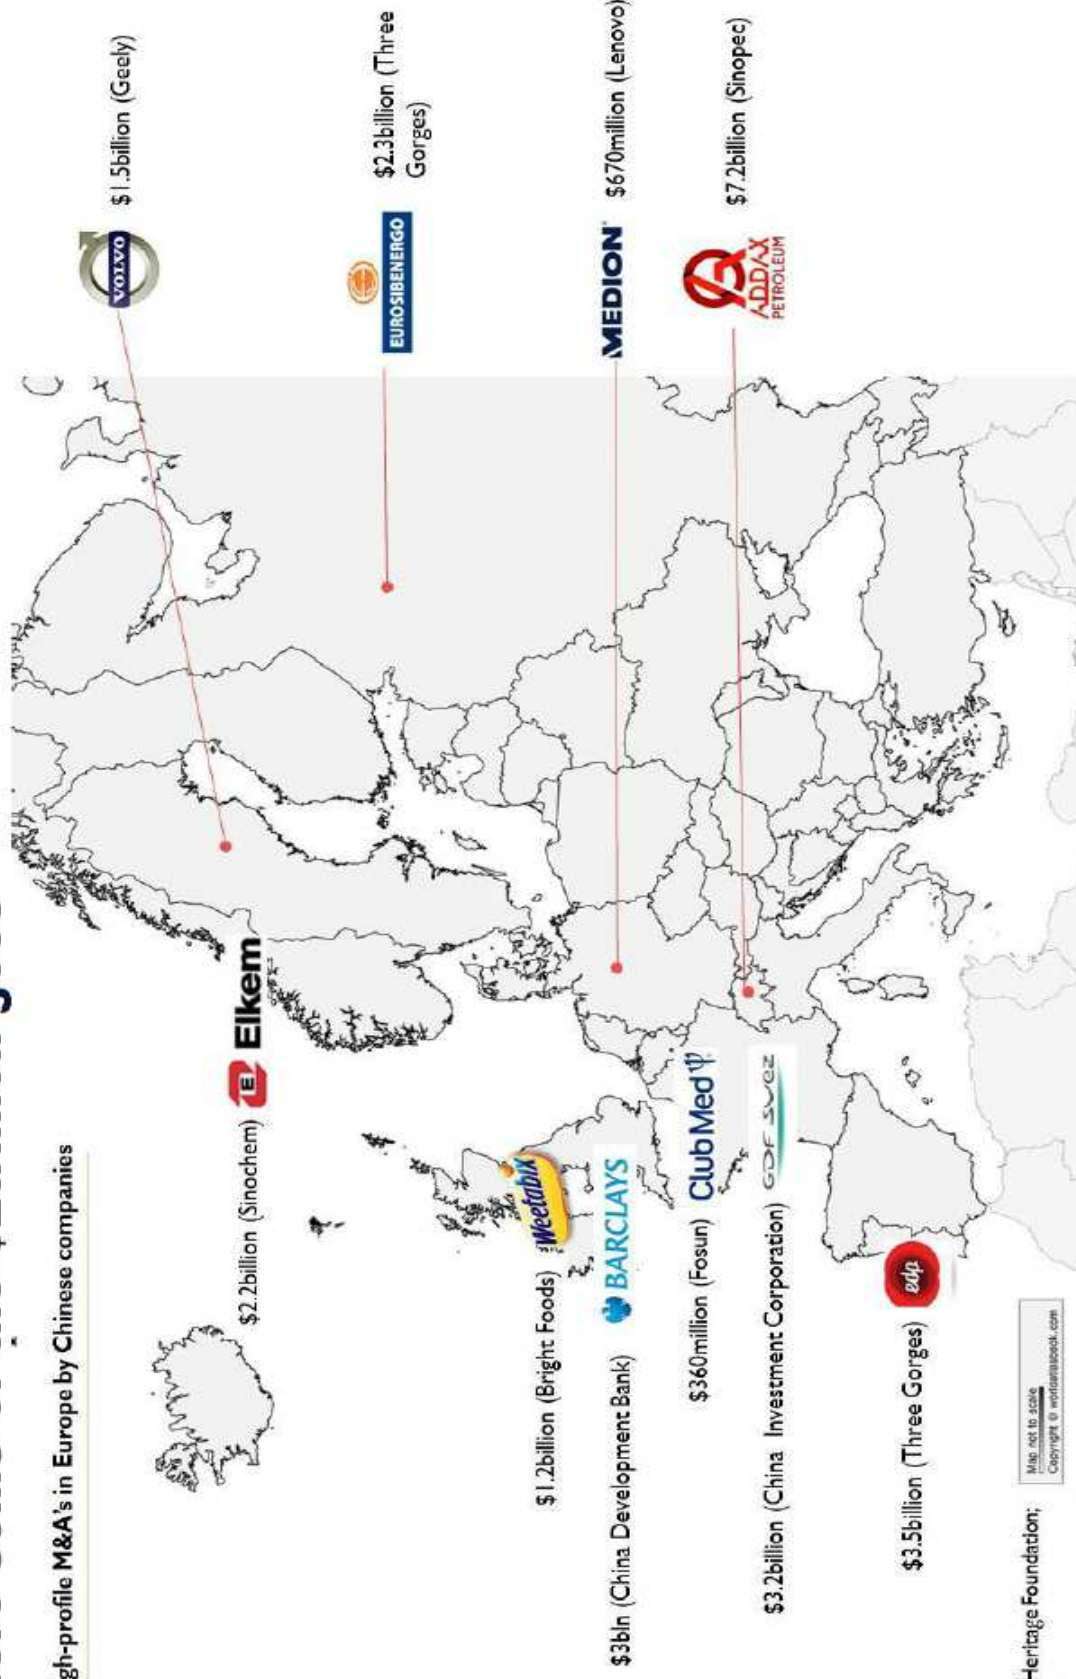 gh-profile M&A's in Europe by Chinese companies
$2.2billion (Sinochem)
Elkem
VOLVO
$1.5billion (Geely)
EUROSIBENERGO
$2.3billion (Three
Gorges)
$1.2billion (Bright Foods)
Weetabix
$3bln (China Development Bank)
BARCLAYS
MEDION
$670million (Lenovo)
$360million (Fosun)
ClubMed
$3.2billion (China Investment Corporation)
GDF SUEZ
ADDAX
PETROLEUM
$7.2billion (Sinopec)
$3.5billion (Three Gorges)
edp
Heritage Foundation;
Map not to scale
Copyright © worldatlasbook.com